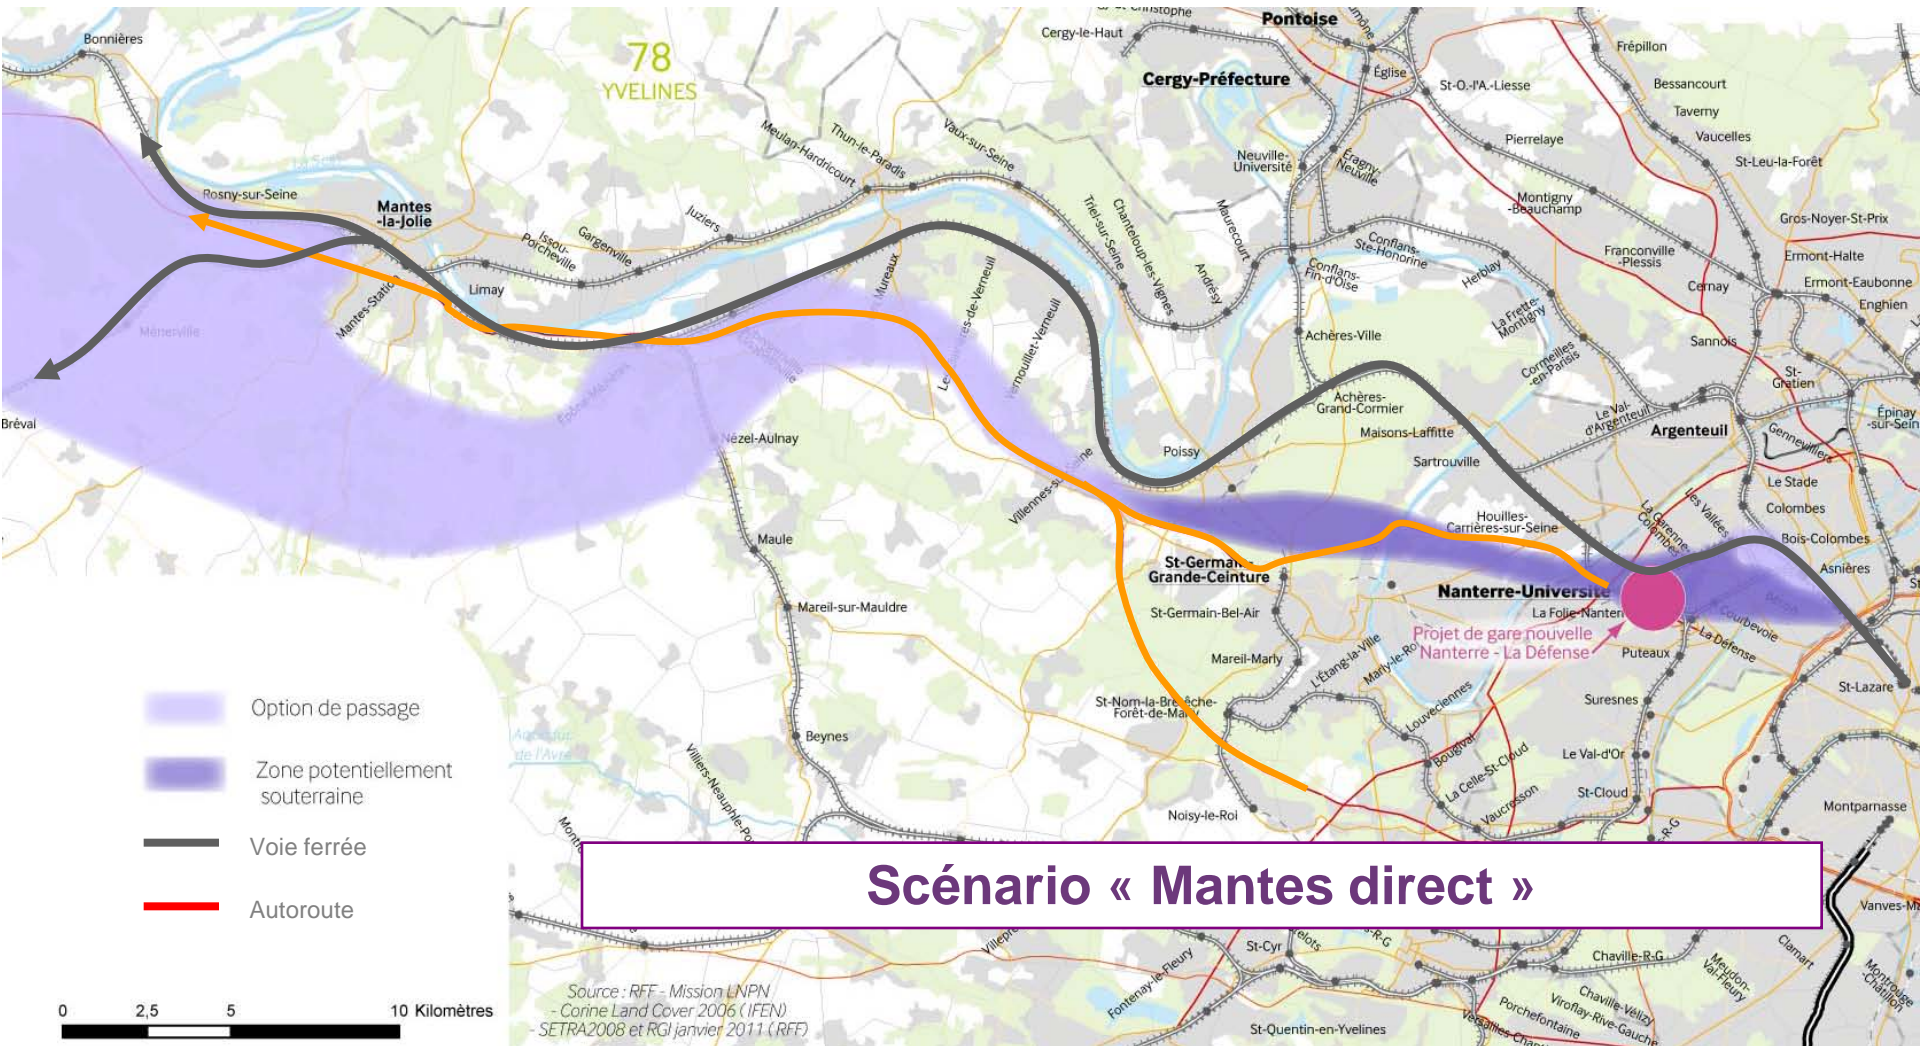 Bonnières
78
YVELINES
Cergy-le-Haut
Pontoise
Cergy-Préfecture
Église
St-O.-l'A.-Liesse
Frépillon
Bessancourt
Taverny
Vaucelles
St-Leu-la-Forêt
Pierrelaye
Gros-Noyer-St-Prix
Ermont-Halte
Ermont-Eaubonne
Enghien
Montigny
-Beauchamp
Franconville
-Plessis
Cernay
Sannois
St-
Gratien
Épinay
-sur-Sein
Neuville-
Université
Éragny-
Neuville
Meulan-Hardricourt
Thun-le-Paradis
Vaux-sur-Seine
Triel-sur-Seine
Chanteloup-les-Vignes
Maurecourt
Andrésy
Conflans-
Ste-Honorine
Conflans-
Fin-d'Oise
Herblay
La Frette-
Montigny
Cormeilles
-en-Parisis
Le Val-
d'Argenteuil
Argenteuil
Gennevilliers
Le Stade
Colombes
Bois-Colombes
Asnières
Rosny-sur-Seine
Mantes
-la-Jolie
Mantes-Statio
Limay
Issou-
Porcheville
Gargenville
Juziers
Mureaux
Vernouillet-Verneuil
Achères-Ville
Achères-
Grand-Cormier
Maisons-Laffitte
Sartrouville
Poissy
Houilles-
Carrières-sur-Seine
La Garenne-
Colombes
Les Vallées
Ménerville
Bréval
Nézel-Aulnay
Maule
Mareil-sur-Mauldre
Beynes
St-Germain-
Grande-Ceinture
St-Germain-Bel-Air
Mareil-Marly
St-Nom-la-Bretêche-
Forêt-de-Marly
L'Étang-la-Ville
Marly-le-Roi
Louveciennes
Bougival
La Celle-St-Cloud
Vaucresson
Noisy-le-Roi
Nanterre-Université
La Folie-Nanterr
Projet de gare nouvelle
Nanterre - La Défense
Courbevoie
La Défense
Puteaux
Suresnes
Le Val-d'Or
St-Cloud
St-Lazare
Montparnasse
Vanves-Ma
Clamart
Montrouge
-Châtillon
Meudon-
Val-Fleury
Option de passage
Zone potentiellement
souterraine
Voie ferrée
Autoroute
Aqueduc
de l'Avre
Villiers-Neauphle-Po
Scénario « Mantes direct »
Fontenay-le-Fleury
St-Cyr
St-Quentin-en-Yvelines
Chaville-R-G
Chaville-Vélizy
Viroflay-Rive-Gauche
Porchefontaine
0 2,5 5 10 Kilomètres
Source : RFF - Mission LNPN
- Corine Land Cover 2006 (IFEN)
- SETRA2008 et RGI janvier 2011 (RFF)